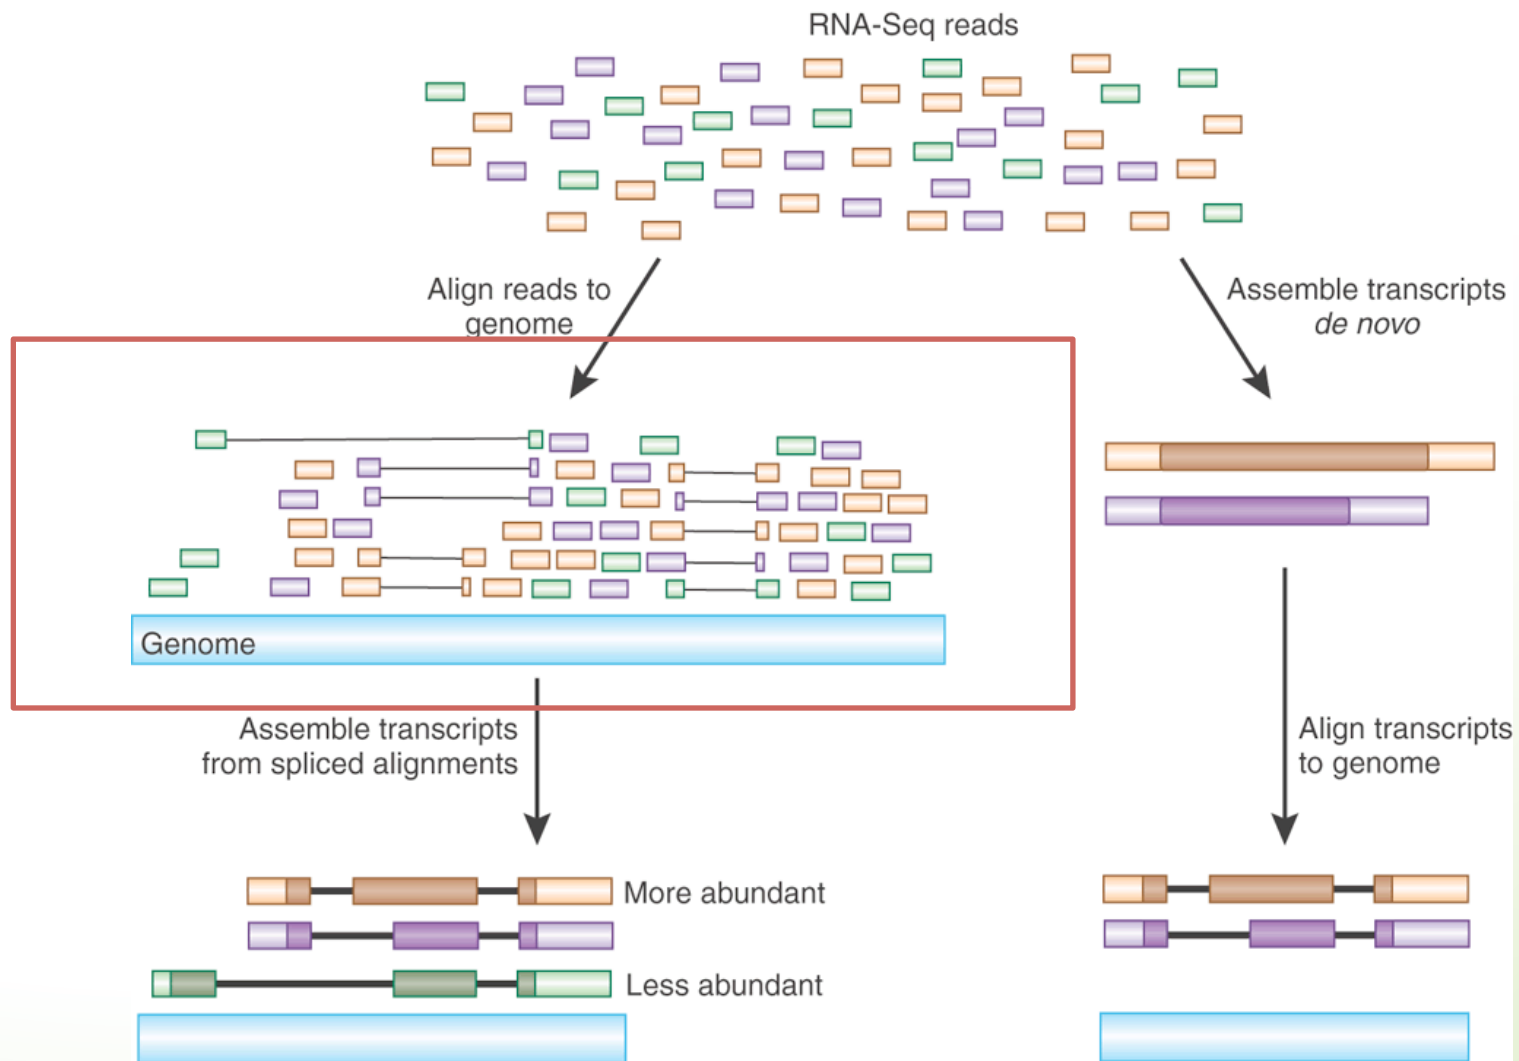 RNA-Seq reads
Align reads to
genome
Assemble transcripts
de novo
Genome
Assemble transcripts
from spliced alignments
Align transcripts
to genome
More abundant
Less abundant